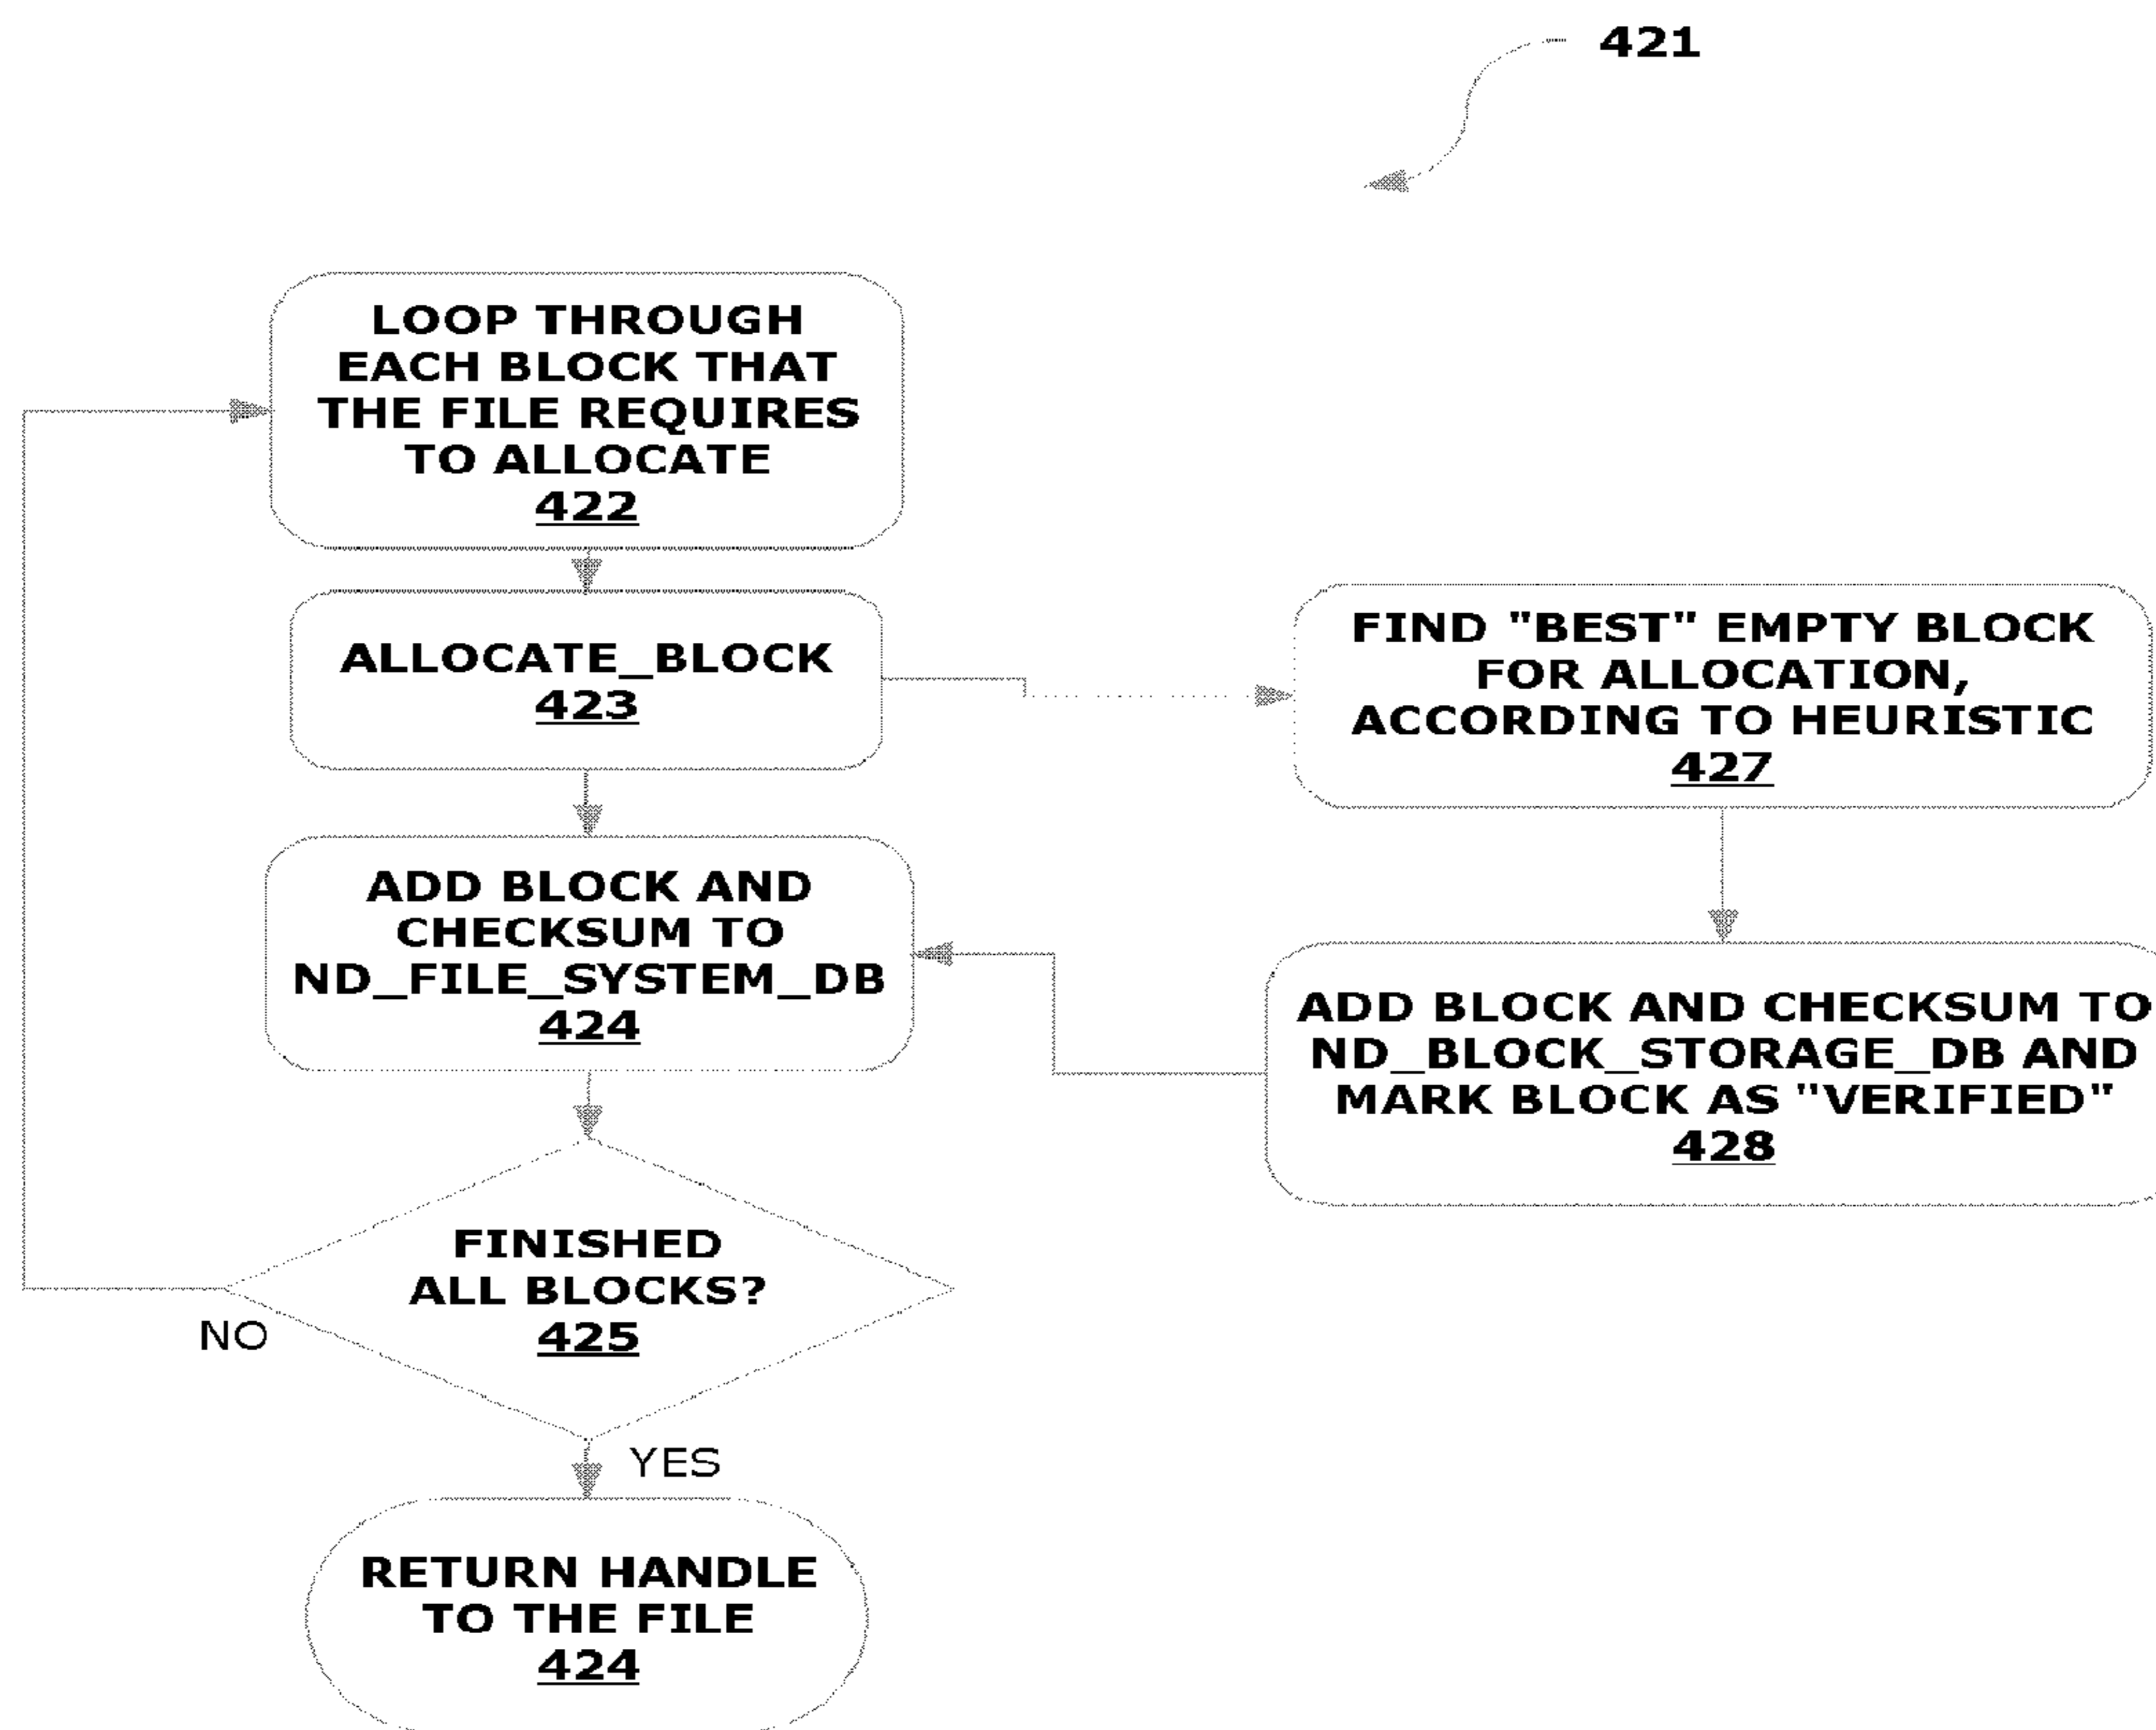 421
LOOP THROUGH
EACH BLOCK THAT
THE FILE REQUIRES
TO ALLOCATE
422
ALLOCATE_BLOCK
423
FIND "BEST" EMPTY BLOCK
FOR ALLOCATION,
ACCORDING TO HEURISTIC
427
ADD BLOCK AND
CHECKSUM TO
ND_FILE_SYSTEM_DB
424
ADD BLOCK AND CHECKSUM TO
ND_BLOCK_STORAGE_DB AND
MARK BLOCK AS "VERIFIED"
428
FINISHED
ALL BLOCKS?
425
NO
YES
RETURN HANDLE
TO THE FILE
424